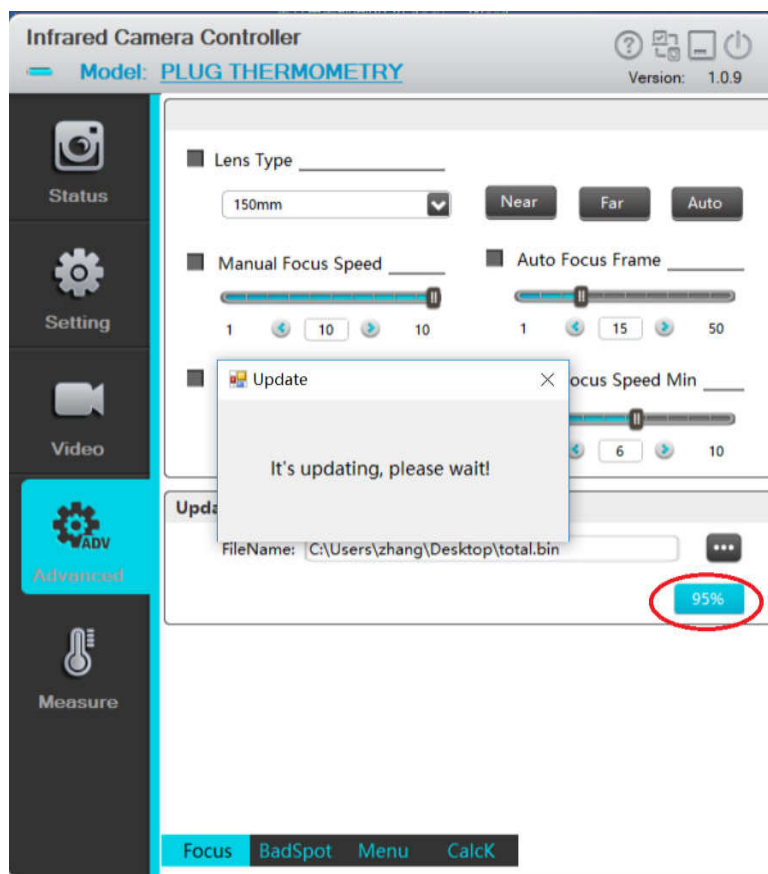 Infrared Camera Controller
Model: PLUG THERMOMETRY
Version: 1.0.9
Status
Setting
Video
ADV
Advanced
Measure
Lens Type
150mm
Near Far Auto
Manual Focus Speed
1 10 10
Auto Focus Frame
1 15 50
Update
It's updating, please wait!
ocus Speed Min
6 10
Upda
FileName: C:\Users\zhang\Desktop\total.bin
95%
Focus BadSpot Menu CalcK